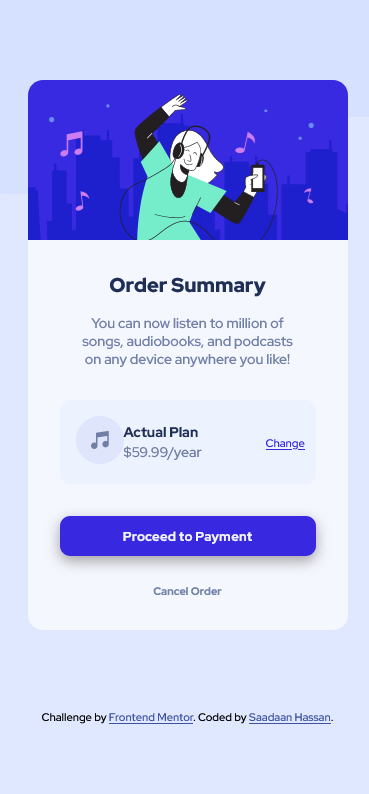 Order Summary
You can now listen to million of
songs, audiobooks, and podcasts
on any device anywhere you like!
Actual Plan
$59.99/year
Change
Proceed to Payment
Cancel Order
Challenge by Frontend Mentor. Coded by Saadaan Hassan.